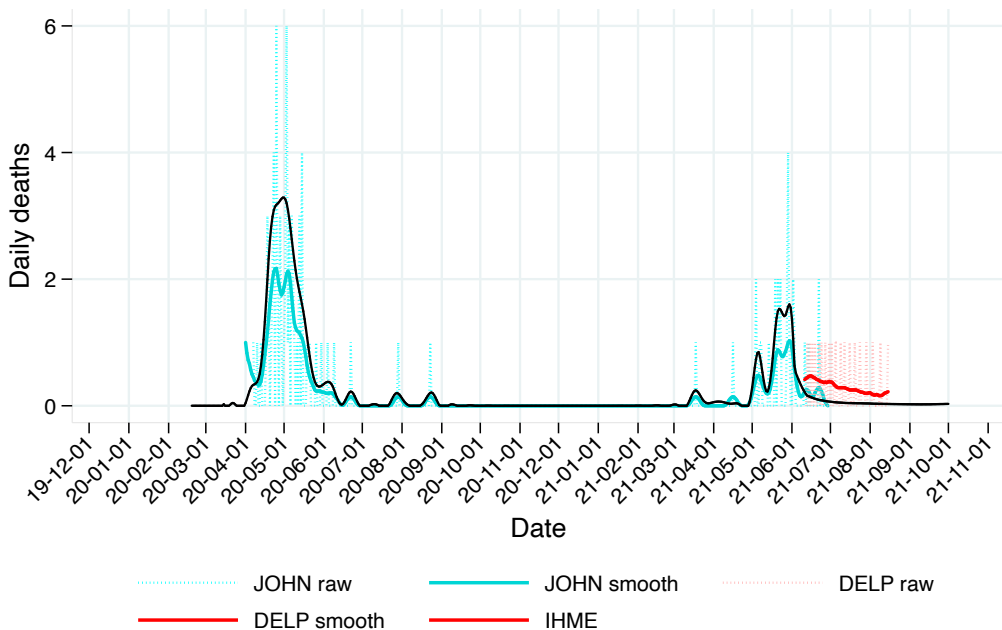 6
4
2
0
Daily deaths
19-12-01 20-01-01 20-02-01 20-03-01 20-04-01 20-05-01 20-06-01 20-07-01 20-08-01 20-09-01 20-10-01 20-11-01 20-12-01 21-01-01 21-02-01 21-03-01 21-04-01 21-05-01 21-06-01 21-07-01 21-08-01 21-09-01 21-10-01 21-11-01
Date
JOHN raw JOHN smooth DELP raw
DELP smooth IHME